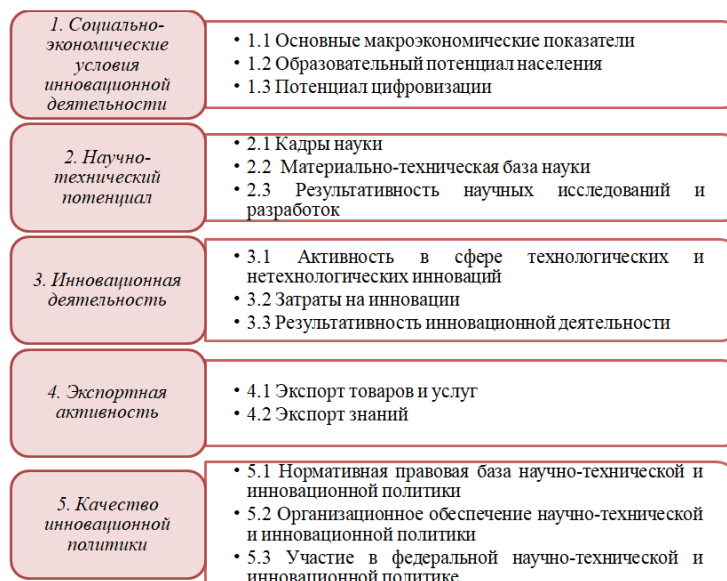 1. Социально-
экономические
условия
инновационной
деятельности
• 1.1 Основные макроэкономические показатели
• 1.2 Образовательный потенциал населения
• 1.3 Потенциал цифровизации
2. Научно-
технический
потенциал
• 2.1 Кадры науки
• 2.2 Материально-техническая база науки
• 2.3 Результативность научных исследований и
разработок
3. Инновационная
деятельность
• 3.1 Активность в сфере технологических и
нетехнологических инноваций
• 3.2 Затраты на инновации
• 3.3 Результативность инновационной деятельности
4. Экспортная
активность
• 4.1 Экспорт товаров и услуг
• 4.2 Экспорт знаний
5. Качество
инновационной
политики
• 5.1 Нормативная правовая база научно-технической и
инновационной политики
• 5.2 Организационное обеспечение научно-технической
и инновационной политики
• 5.3 Участие в федеральной научно-технической и
инновационной политике